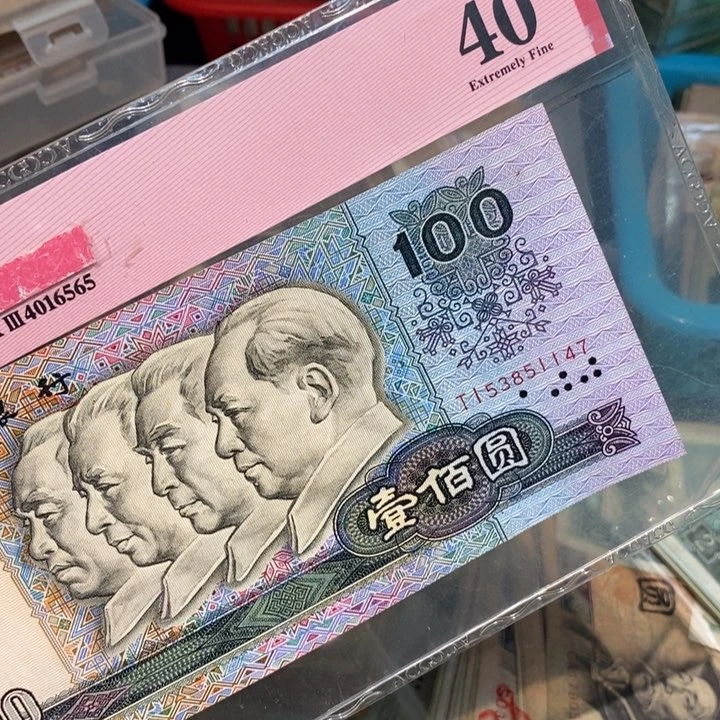 40
Extremely Fine
III4016565
100
TI53851147
壹佰圆